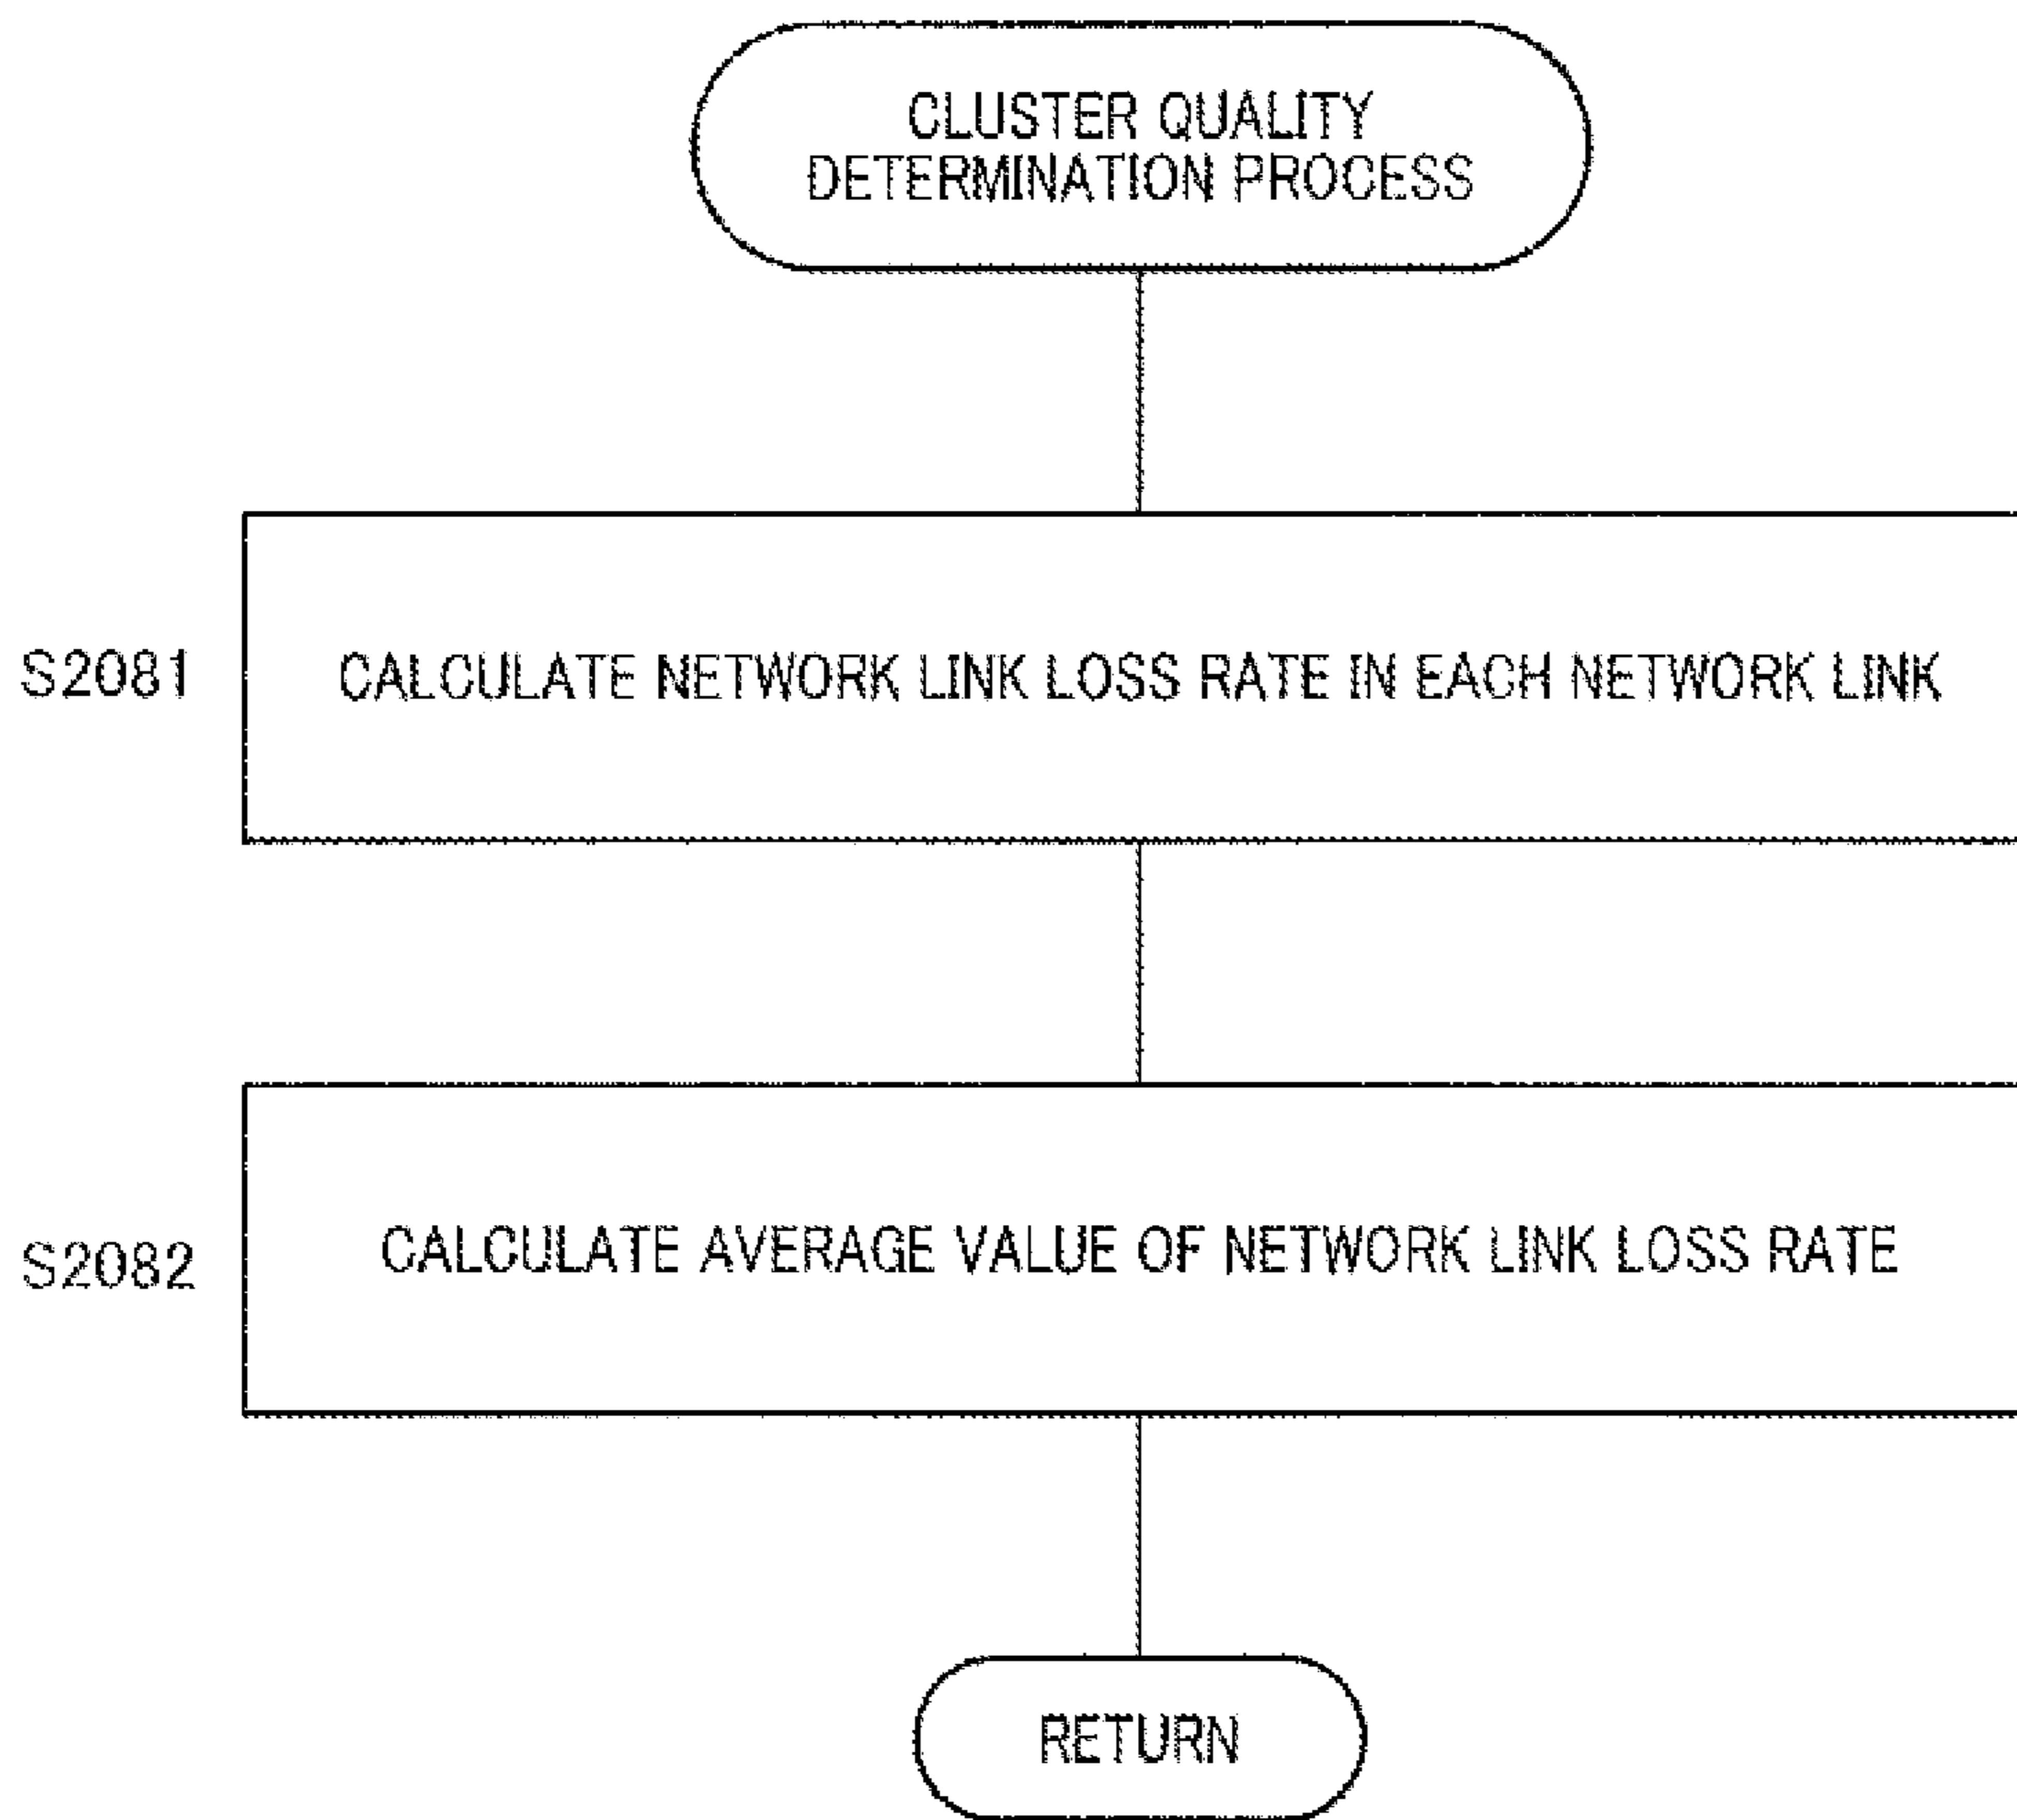 CLUSTER QUALITY
DETERMINATION PROCESS
S2081
CALCULATE NETWORK LINK LOSS RATE IN EACH NETWORK LINK
S2082
CALCULATE AVERAGE VALUE OF NETWORK LINK LOSS RATE
RETURN